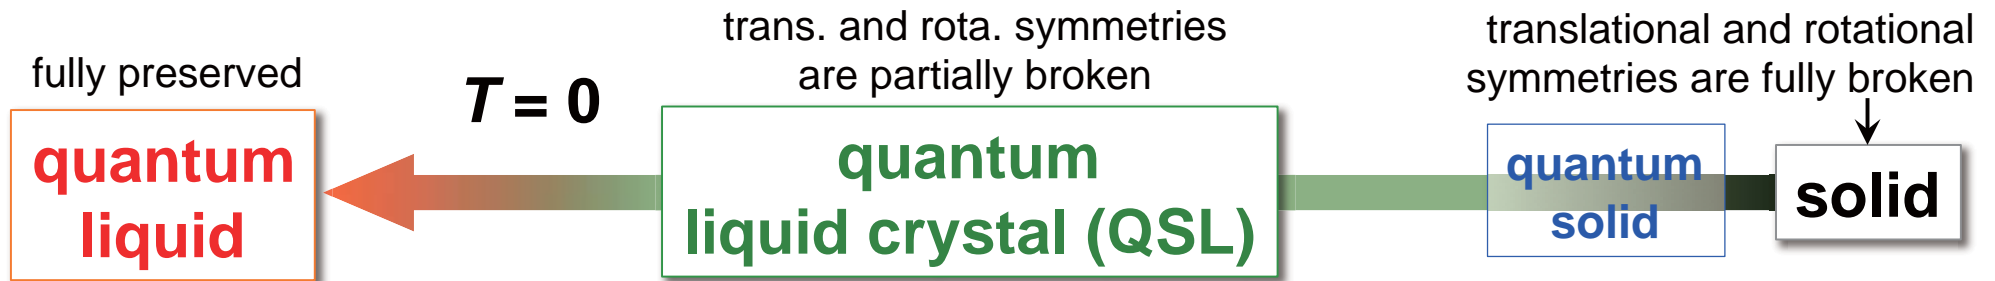 fully preserved
quantum
liquid
T = 0
trans. and rota. symmetries
are partially broken
quantum
liquid crystal (QSL)
translational and rotational
symmetries are fully broken
quantum
solid
solid